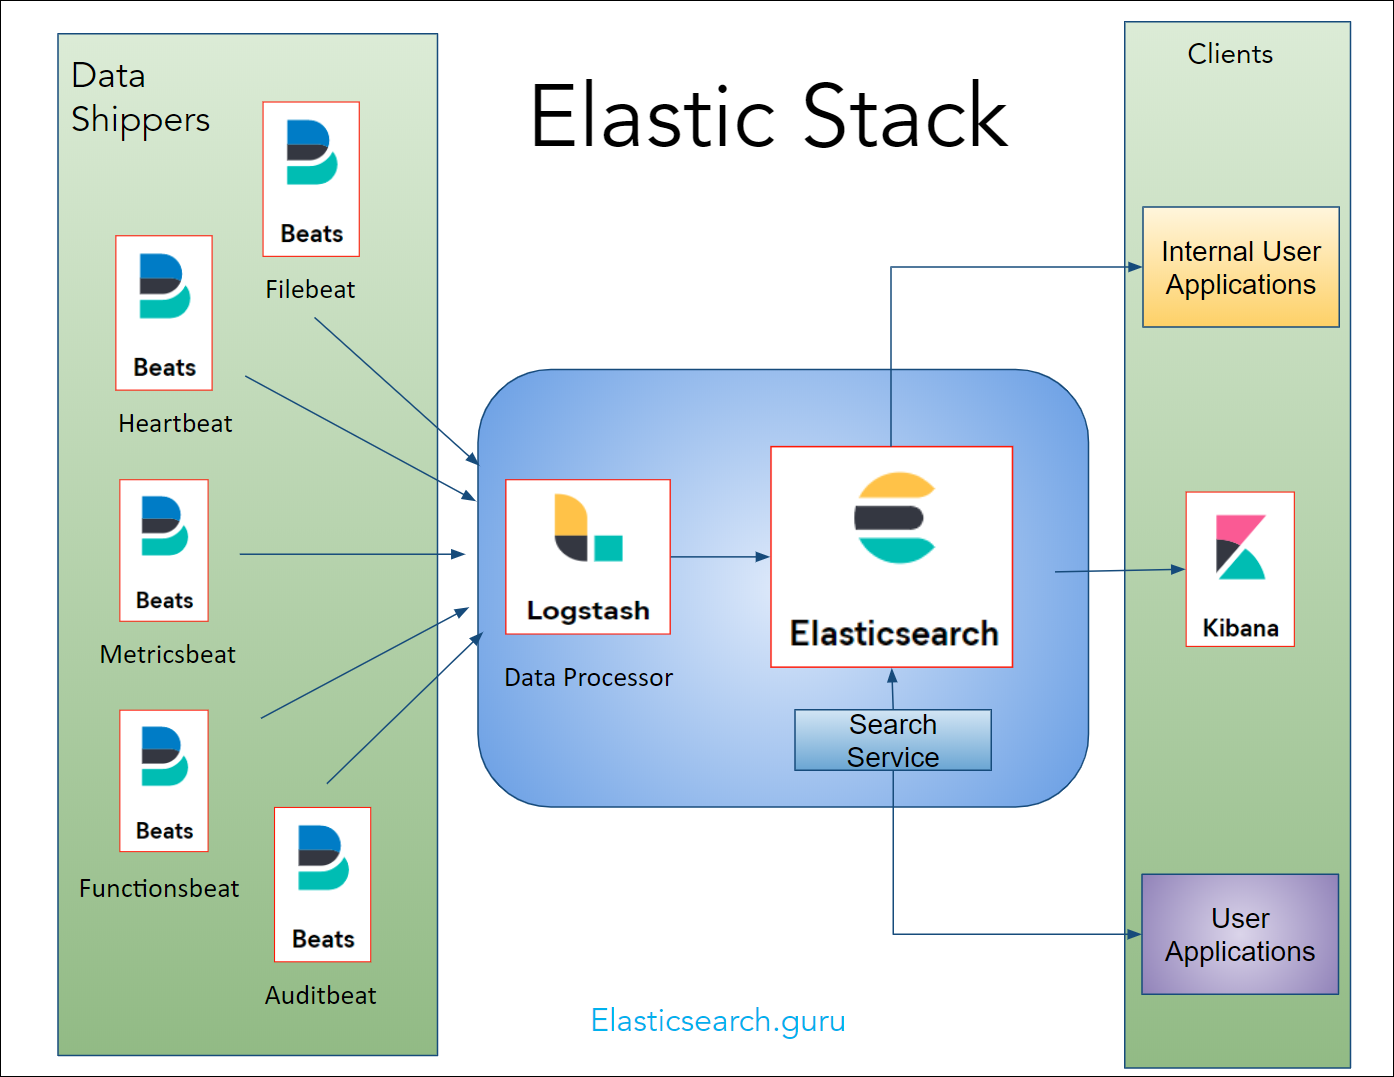 Data
Shippers
Elastic Stack
Clients
Beats
Filebeat
Beats
Heartbeat
Beats
Metricsbeat
Beats
Functionsbeat
Beats
Auditbeat
Logstash
Data Processor
Elasticsearch
Search
Service
Internal User
Applications
Kibana
User
Applications
Elasticsearch.guru